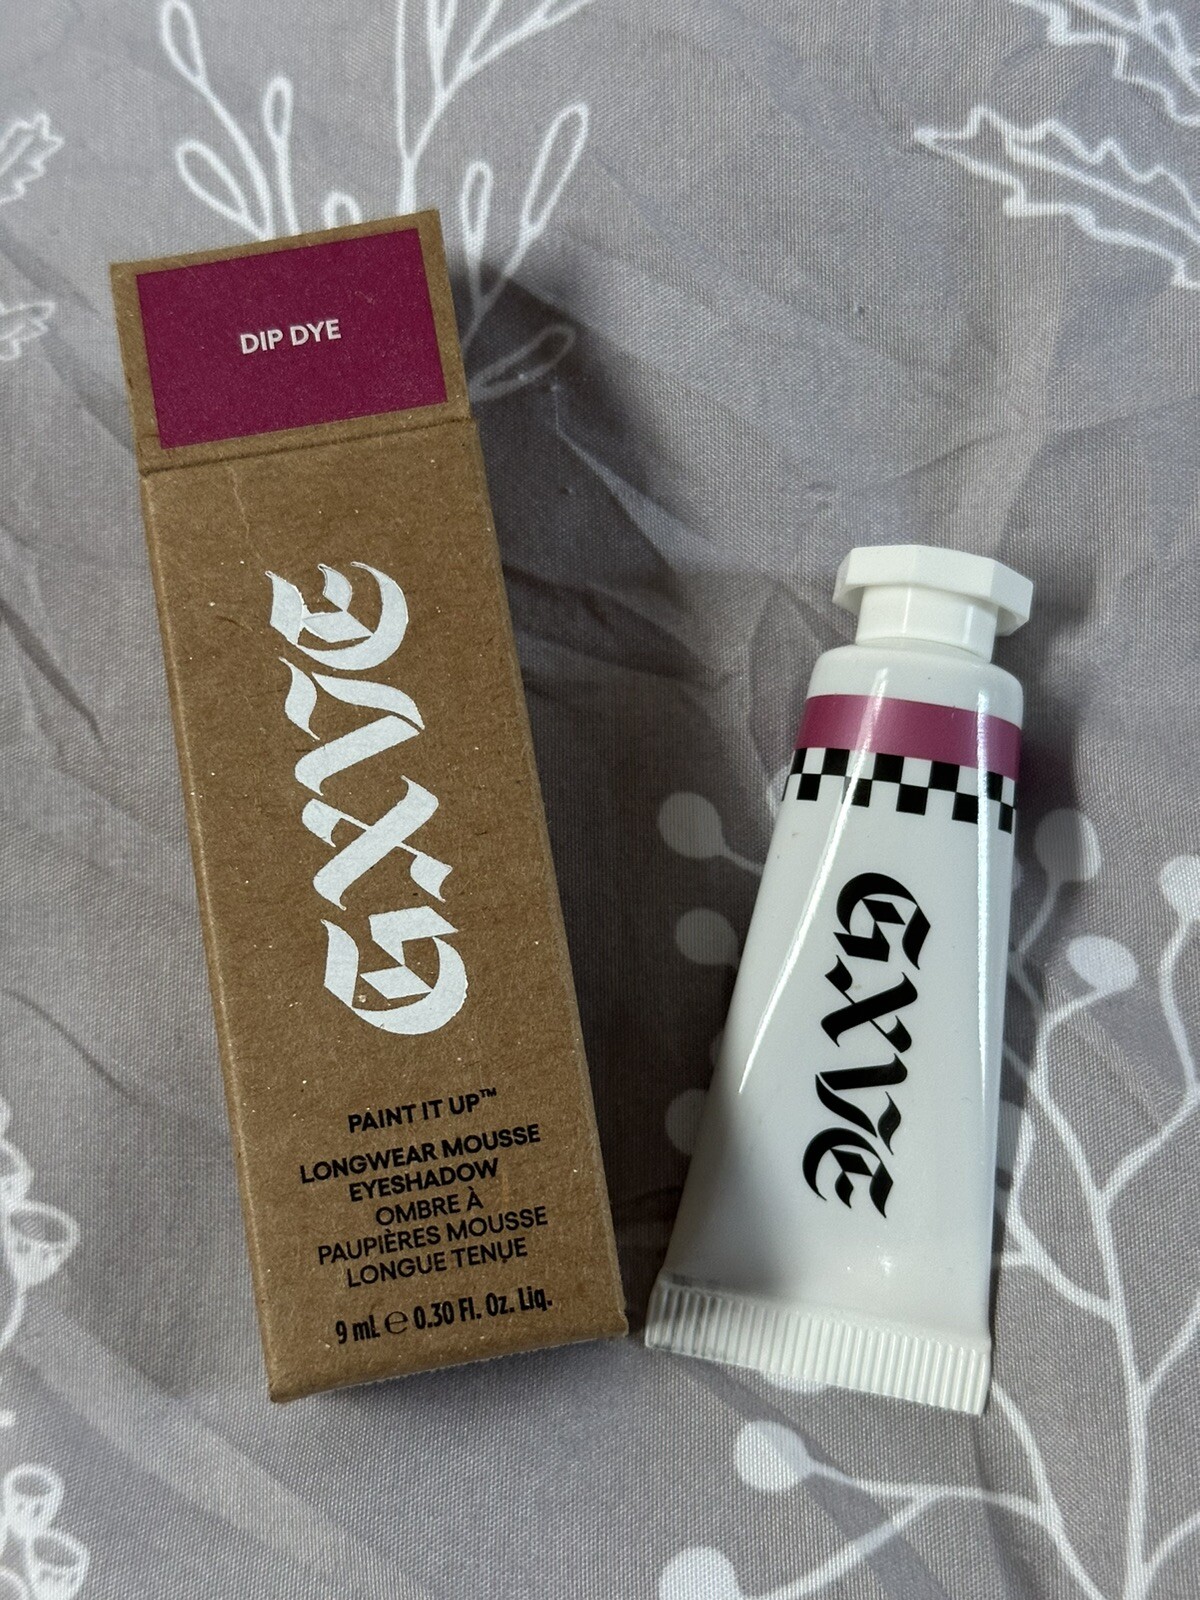 DIP DYE
GXVE
PAINT IT UP™
LONGWEAR MOUSSE
EYESHADOW
OMBRE À
PAUPIÈRES MOUSSE
LONGUE TENUE
9 mL ℮ 0.30 Fl. Oz. Liq.
GXVE